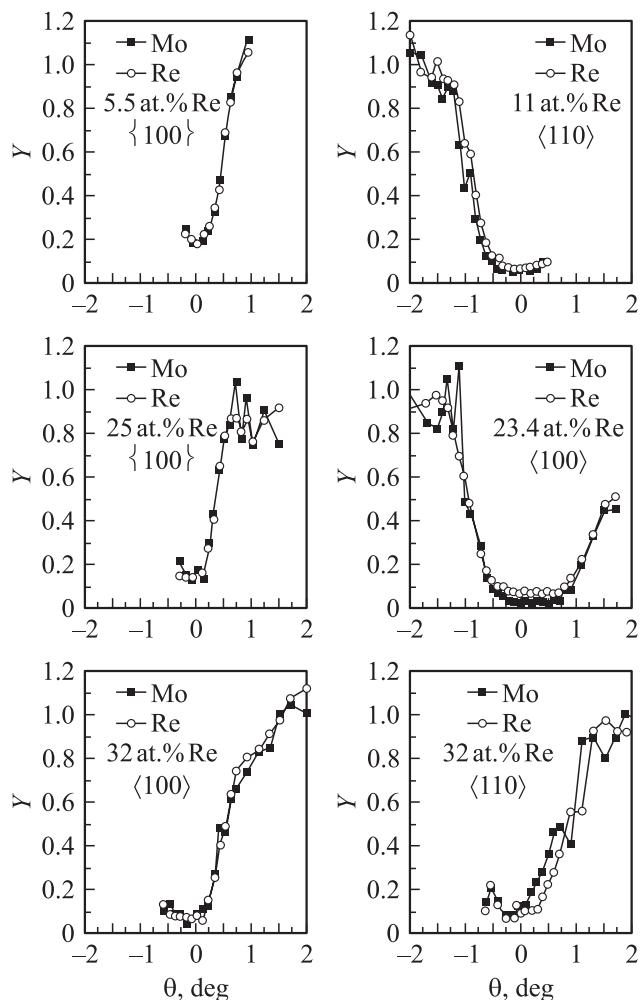 1.2
1.0
0.8
0.6
0.4
0.2
0
Y
Mo
Re
5.5 at.% Re
{100}
–2 –1 0 1 2
1.2
1.0
0.8
0.6
0.4
0.2
0
Y
Mo
Re
11 at.% Re
⟨110⟩
–2 –1 0 1 2
1.2
1.0
0.8
0.6
0.4
0.2
0
Y
Mo
Re
25 at.% Re
{100}
–2 –1 0 1 2
1.2
1.0
0.8
0.6
0.4
0.2
0
Y
Mo
Re
23.4 at.% Re
⟨100⟩
–2 –1 0 1 2
1.2
1.0
0.8
0.6
0.4
0.2
0
Y
Mo
Re
32 at.% Re
⟨100⟩
–2 –1 0 1 2
θ, deg
1.2
1.0
0.8
0.6
0.4
0.2
0
Y
Mo
Re
32 at.% Re
⟨110⟩
–2 –1 0 1 2
θ, deg